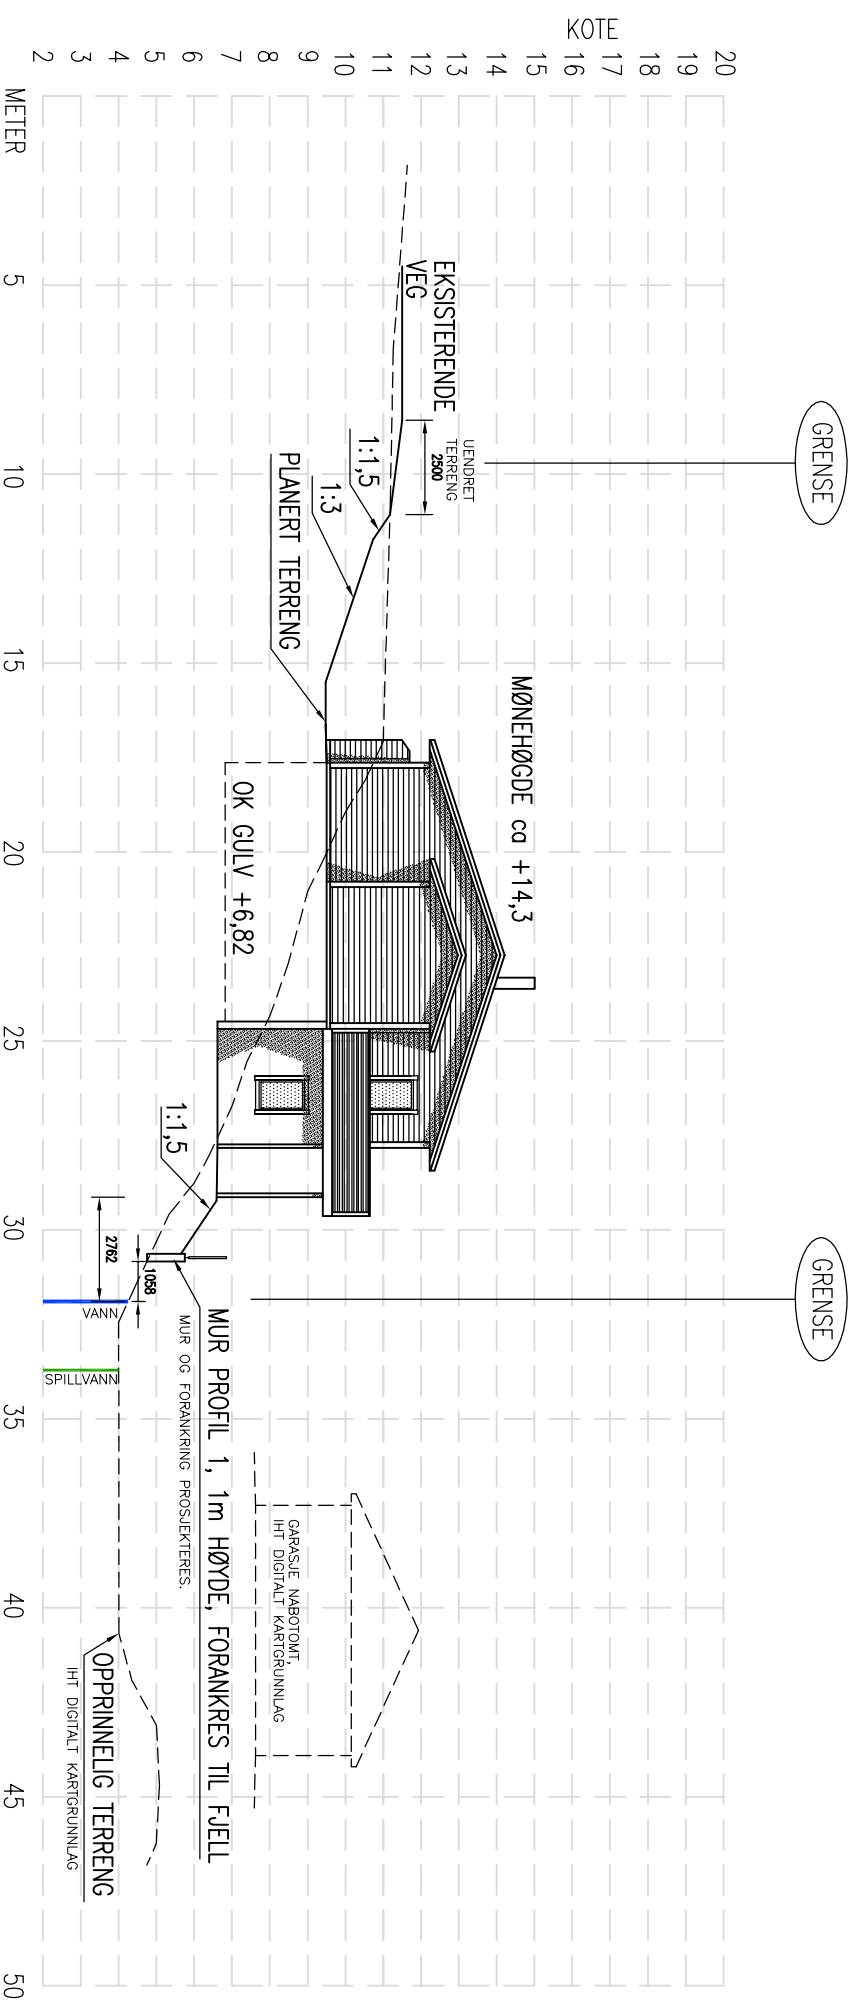 KOTE
20
19
18
17
16
15
14
13
12
11
10
9
8
7
6
5
4
3
2
METER
5
10
15
20
25
30
35
40
45
50
GRENSE
GRENSE
EKSISTERENDE
VEG
UENDRET
TERRENG
2500
1:1,5
1:3
PLANERT TERRENG
MØNEHØGDE ca +14,3
OK GULV +6,82
1:1,5
2762
1058
VANN
SPILLVANN
MUR PROFIL 1, 1m HØYDE, FORANKRES TIL FJELL
MUR OG FORANKRING PROSJEKTERES.
GARASJE NABOTOMT,
IHT DIGITALT KARTGRUNNLAG
OPPRINNELIG TERRENG
IHT DIGITALT KARTGRUNNLAG